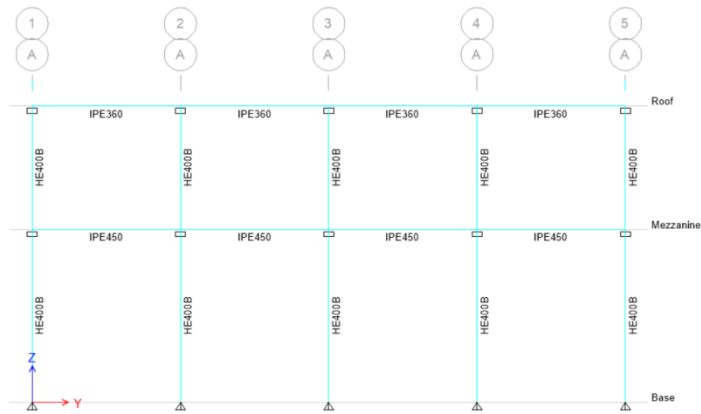 1 2 3 4 5
A A A A A
Roof
IPE360 IPE360 IPE360 IPE360
HE400B HE400B HE400B HE400B HE400B
Mezzanine
IPE450 IPE450 IPE450 IPE450
HE400B HE400B HE400B HE400B HE400B
Z
Y
Base